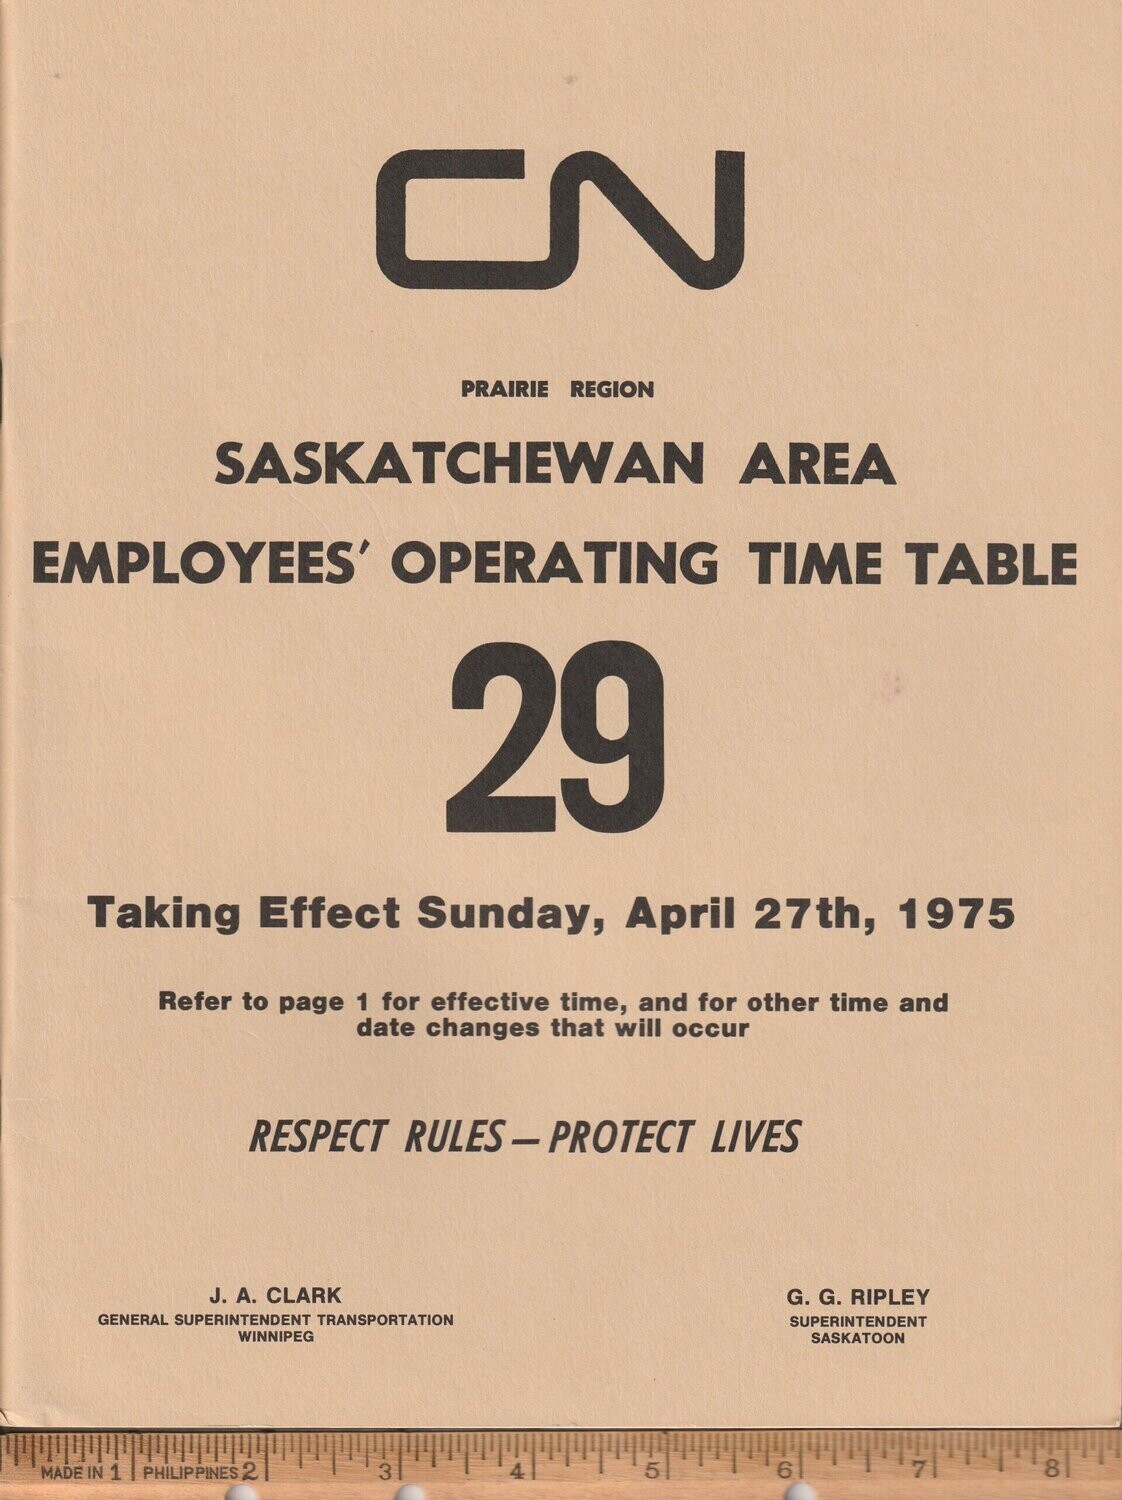 CN
PRAIRIE REGION
SASKATCHEWAN AREA
EMPLOYEES' OPERATING TIME TABLE
29
Taking Effect Sunday, April 27th, 1975
Refer to page 1 for effective time, and for other time and
date changes that will occur
RESPECT RULES — PROTECT LIVES
J. A. CLARK
GENERAL SUPERINTENDENT TRANSPORTATION
WINNIPEG
G. G. RIPLEY
SUPERINTENDENT
SASKATOON
MADE IN 1 PHILIPPINES 2 3 4 5 6 7 8